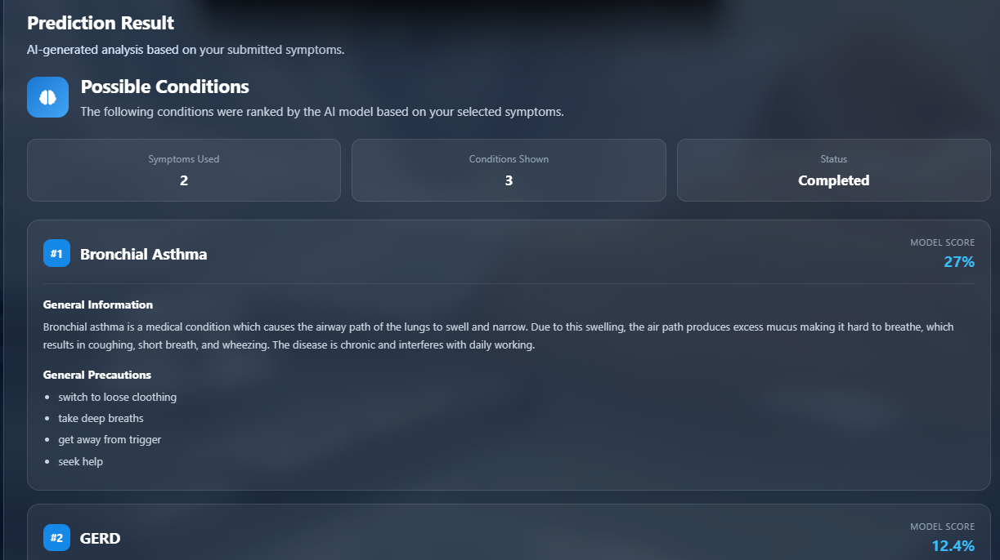 Prediction Result
AI-generated analysis based on your submitted symptoms.
Possible Conditions
The following conditions were ranked by the AI model based on your selected symptoms.
Symptoms Used
2
Conditions Shown
3
Status
Completed
#1
Bronchial Asthma
MODEL SCORE
27%
General Information
Bronchial asthma is a medical condition which causes the airway path of the lungs to swell and narrow. Due to this swelling, the air path produces excess mucus making it hard to breathe, which
results in coughing, short breath, and wheezing. The disease is chronic and interferes with daily working.
General Precautions
• switch to loose cloothing
• take deep breaths
• get away from trigger
• seek help
#2
GERD
MODEL SCORE
12.4%